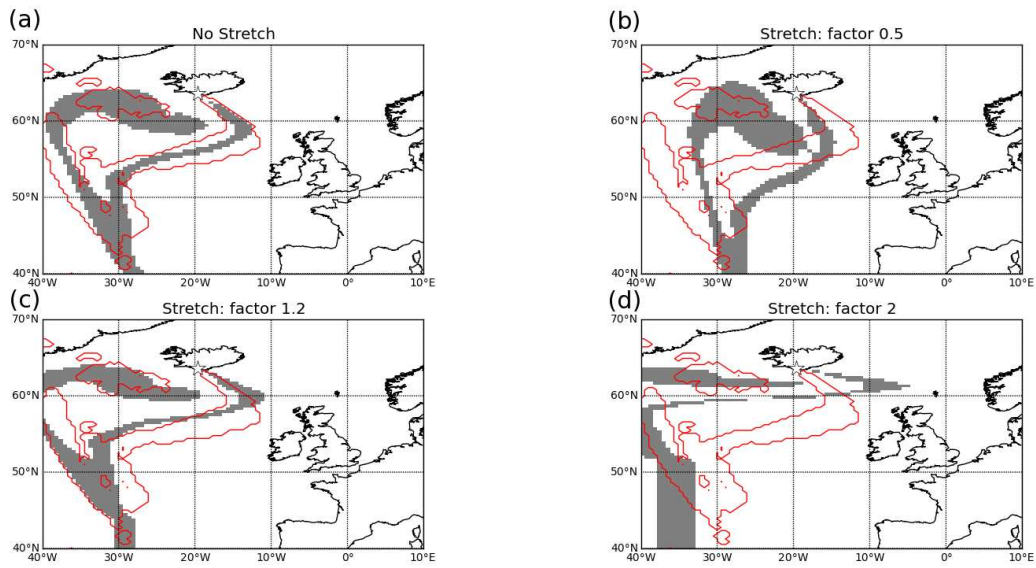 (a)
No Stretch
70°N
60°N
50°N
40°N
40°W 30°W 20°W 10°W 0° 10°E
(b)
Stretch: factor 0.5
70°N
60°N
50°N
40°N
40°W 30°W 20°W 10°W 0° 10°E
(c)
Stretch: factor 1.2
70°N
60°N
50°N
40°N
40°W 30°W 20°W 10°W 0° 10°E
(d)
Stretch: factor 2
70°N
60°N
50°N
40°N
40°W 30°W 20°W 10°W 0° 10°E